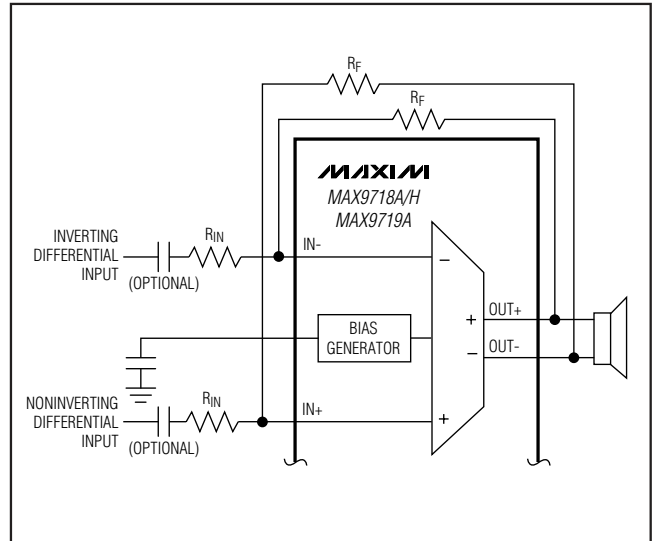 RF
RF
MAXIM
MAX9718A/H
MAX9719A
INVERTING
DIFFERENTIAL
INPUT
(OPTIONAL)
RIN
IN-
−
BIAS
GENERATOR
+
−
OUT+
OUT-
NONINVERTING
DIFFERENTIAL
INPUT
(OPTIONAL)
RIN
IN+
+